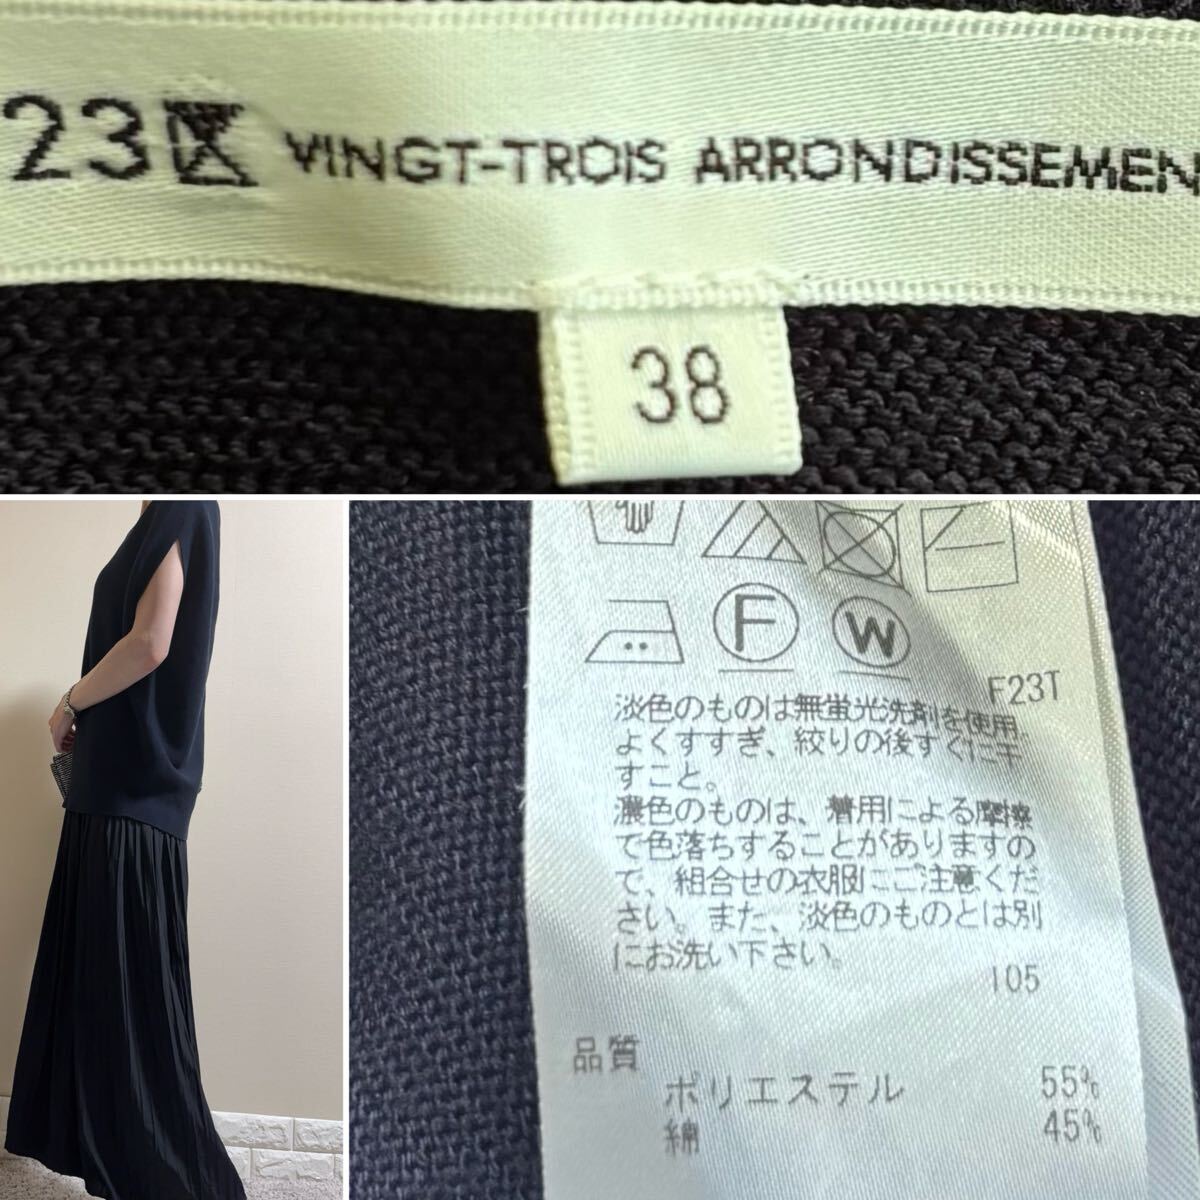 23区 VINGT-TROIS ARRONDISSEMEN
38
F
W
F23T
淡色のものは無蛍光洗剤を使用
よくすすぎ、絞りの後すぐに干
すこと。
濃色のものは、着用による摩擦
で色落ちすることがありますの
で、組合せの衣服にご注意くだ
さい。また、淡色のものとは別
にお洗い下さい。
105
品質
ポリエステル 55%
綿 45%